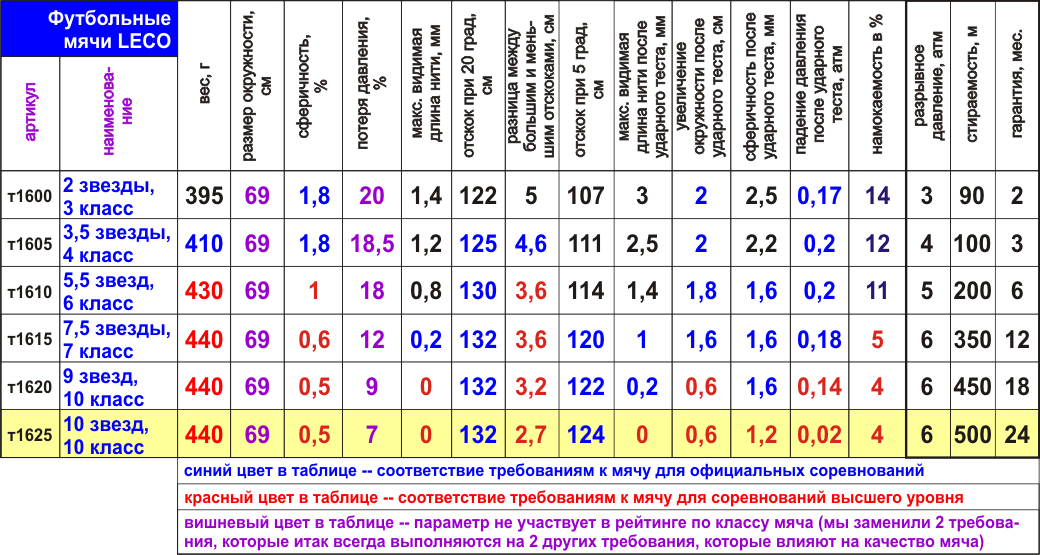 Футбольные
мячи LECO
артикул
наименова-
ние
вес, г
размер окружности,
см
сферичность,
%
потеря давления,
%
макс. видимая
длина нити, мм
отскок при 20 град,
см
разница между
большим и мень-
шим отскоками, см
отскок при 5 град,
см
макс. видимая
длина нити после
ударного теста, мм
увеличение
окружности после
ударного теста, см
сферичность после
ударного теста, мм
падение давления
после ударного
теста, атм
намокаемость в %
разрывное
давление, атм
стираемость, м
гарантия, мес.
т1600 2 звезды, 3 класс 395 69 1,8 20 1,4 122 5 107 3 2 2,5 0,17 14 3 90 2
т1605 3,5 звезды, 4 класс 410 69 1,8 18,5 1,2 125 4,6 111 2,5 2 2,2 0,2 12 4 100 3
т1610 5,5 звезд, 6 класс 430 69 1 18 0,8 130 3,6 114 1,4 1,8 1,6 0,2 11 5 200 6
т1615 7,5 звезды, 7 класс 440 69 0,6 12 0,2 132 3,6 120 1 1,6 1,6 0,18 5 6 350 12
т1620 9 звезд, 10 класс 440 69 0,5 9 0 132 3,2 122 0,2 0,6 1,6 0,14 4 6 450 18
т1625 10 звезд, 10 класс 440 69 0,5 7 0 132 2,7 124 0 0,6 1,2 0,02 4 6 500 24
синий цвет в таблице -- соответствие требованиям к мячу для официальных соревнований
красный цвет в таблице -- соответствие требованиям к мячу для соревнований высшего уровня
вишневый цвет в таблице -- параметр не участвует в рейтинге по классу мяча (мы заменили 2 требова-
ния, которые итак всегда выполняются на 2 других требования, которые влияют на качество мяча)